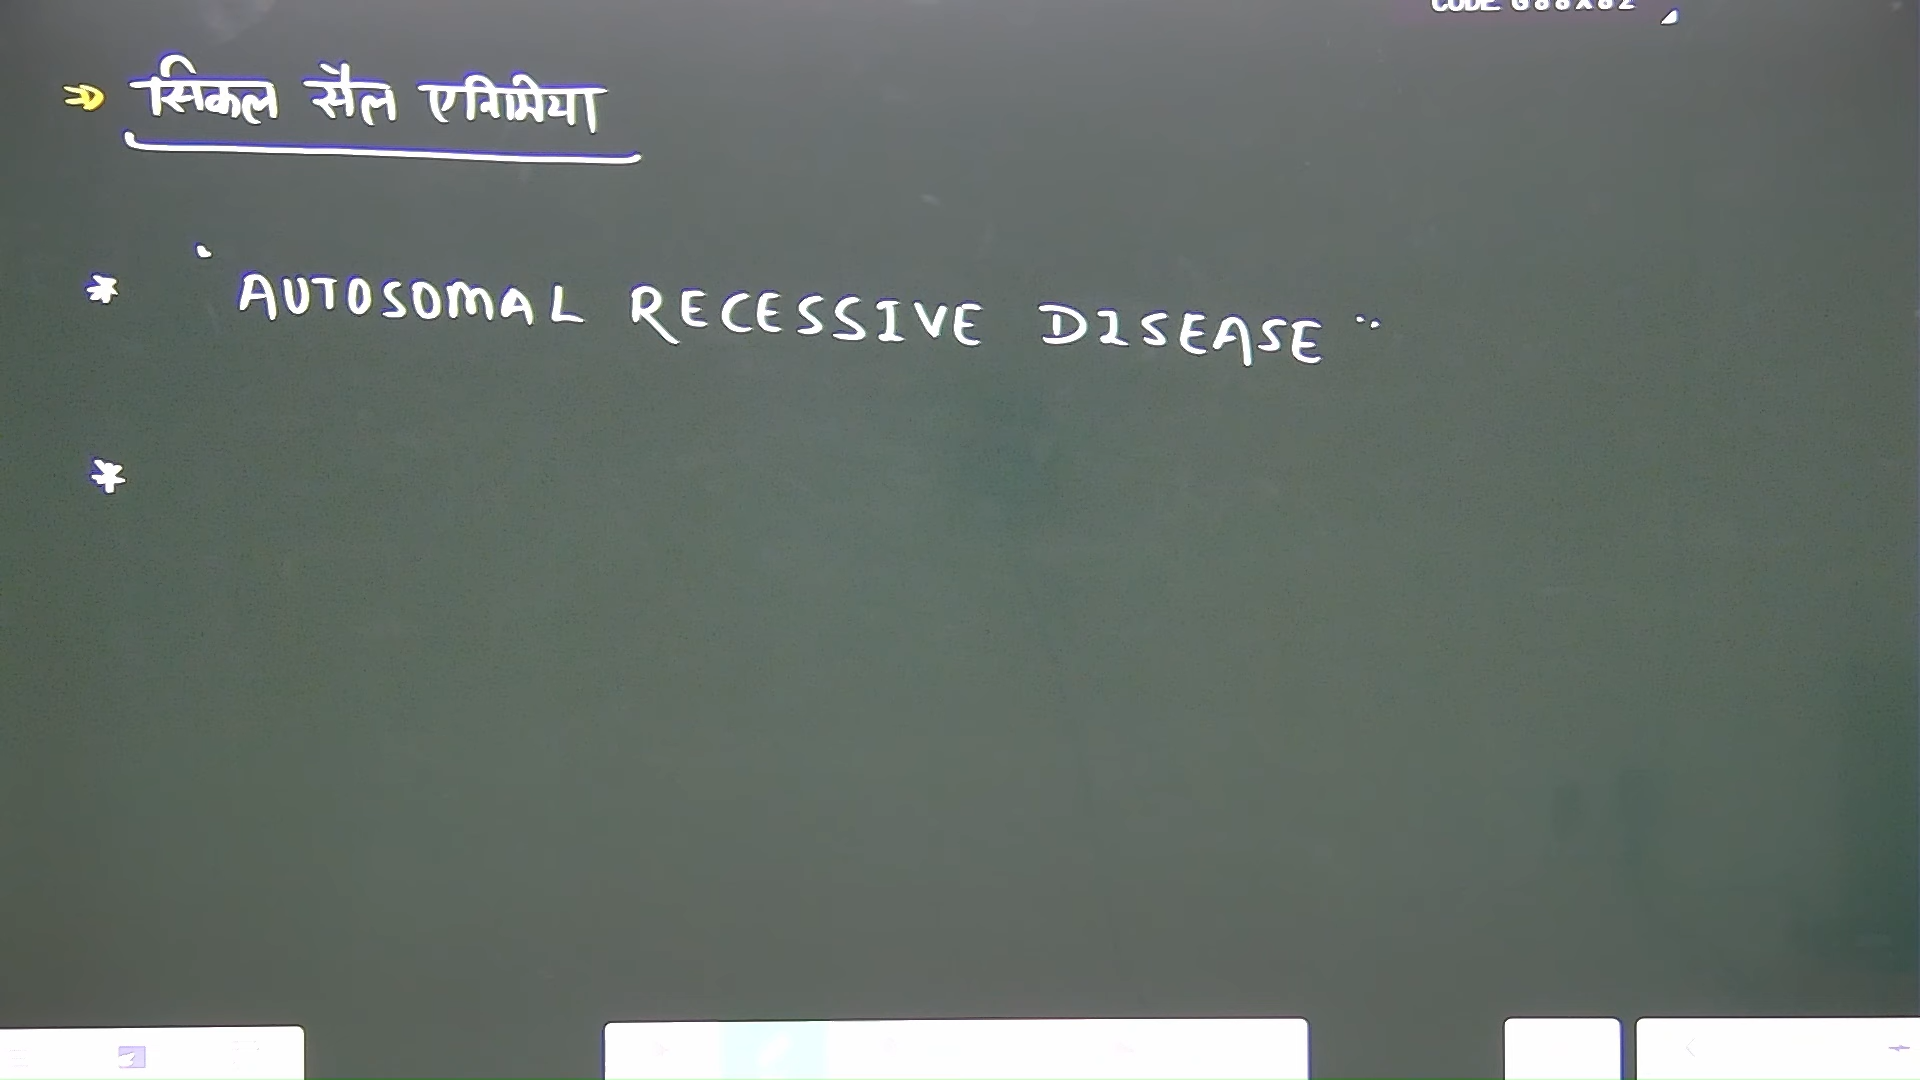 ⇒ सिकल सैल एनिमिया
* " AUTOSOMAL RECESSIVE DISEASE "
*